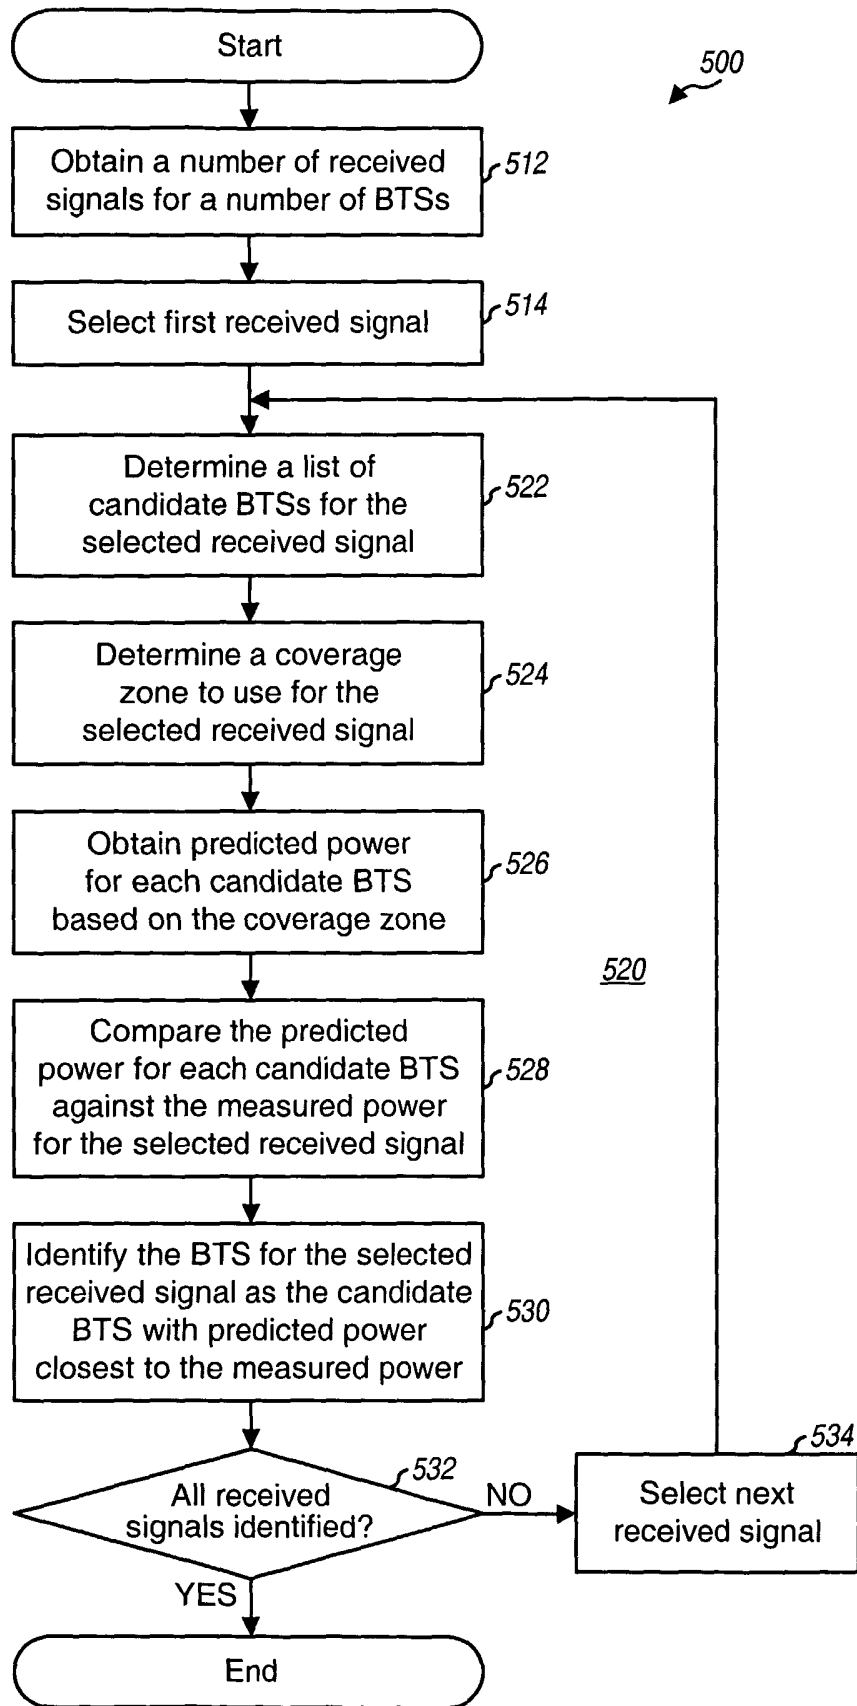 Start
500
Obtain a number of received
signals for a number of BTSs
512
Select first received signal
514
Determine a list of
candidate BTSs for the
selected received signal
522
Determine a coverage
zone to use for the
selected received signal
524
Obtain predicted power
for each candidate BTS
based on the coverage zone
526
520
Compare the predicted
power for each candidate BTS
against the measured power
for the selected received signal
528
Identify the BTS for the selected
received signal as the candidate
BTS with predicted power
closest to the measured power
530
All received
signals identified?
532
NO
Select next
received signal
534
YES
End